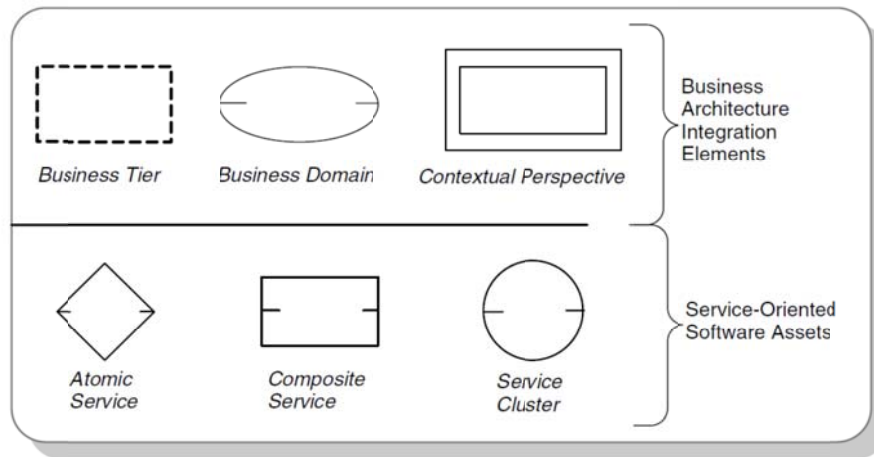 Business Tier
Business Domain
Contextual Perspective
Business
Architecture
Integration
Elements
Atomic
Service
Composite
Service
Service
Cluster
Service-Oriented
Software Assets